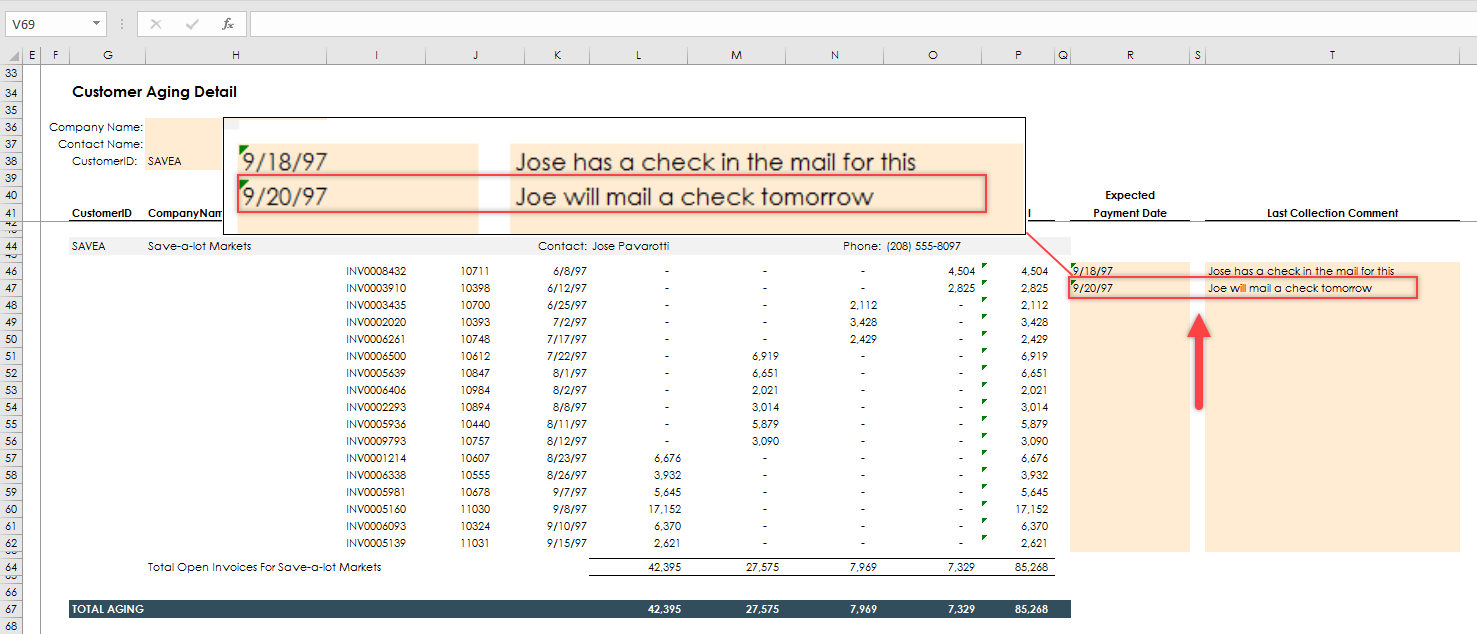 V69 fx
E F G H I J K L M N O P Q R S T
33
34 Customer Aging Detail
35
36 Company Name:
37 Contact Name:
38 CustomerID: SAVEA
39
40 Expected
41 CustomerID CompanyNam l Payment Date Last Collection Comment
9/18/97 Jose has a check in the mail for this
9/20/97 Joe will mail a check tomorrow
42
44 SAVEA Save-a-lot Markets Contact: Jose Pavarotti Phone: (208) 555-8097
46 INV0008432 10711 6/8/97 - - - 4,504 4,504 9/18/97 Jose has a check in the mail for this
47 INV0003910 10398 6/12/97 - - - 2,825 2,825 9/20/97 Joe will mail a check tomorrow
48 INV0003435 10700 6/25/97 - - 2,112 - 2,112
49 INV0002020 10393 7/2/97 - - 3,428 - 3,428
50 INV0006261 10748 7/17/97 - - 2,429 - 2,429
51 INV0006500 10612 7/22/97 - 6,919 - - 6,919
52 INV0005639 10847 8/1/97 - 6,651 - - 6,651
53 INV0006406 10984 8/2/97 - 2,021 - - 2,021
54 INV0002293 10894 8/8/97 - 3,014 - - 3,014
55 INV0005936 10440 8/11/97 - 5,879 - - 5,879
56 INV0009793 10757 8/12/97 - 3,090 - - 3,090
57 INV0001214 10607 8/23/97 6,676 - - - 6,676
58 INV0006338 10555 8/26/97 3,932 - - - 3,932
59 INV0005981 10678 9/7/97 5,645 - - - 5,645
60 INV0005160 11030 9/8/97 17,152 - - - 17,152
61 INV0006093 10324 9/10/97 6,370 - - - 6,370
62 INV0005139 11031 9/15/97 2,621 - - - 2,621
64 Total Open Invoices For Save-a-lot Markets 42,395 27,575 7,969 7,329 85,268
66
67 TOTAL AGING 42,395 27,575 7,969 7,329 85,268
68